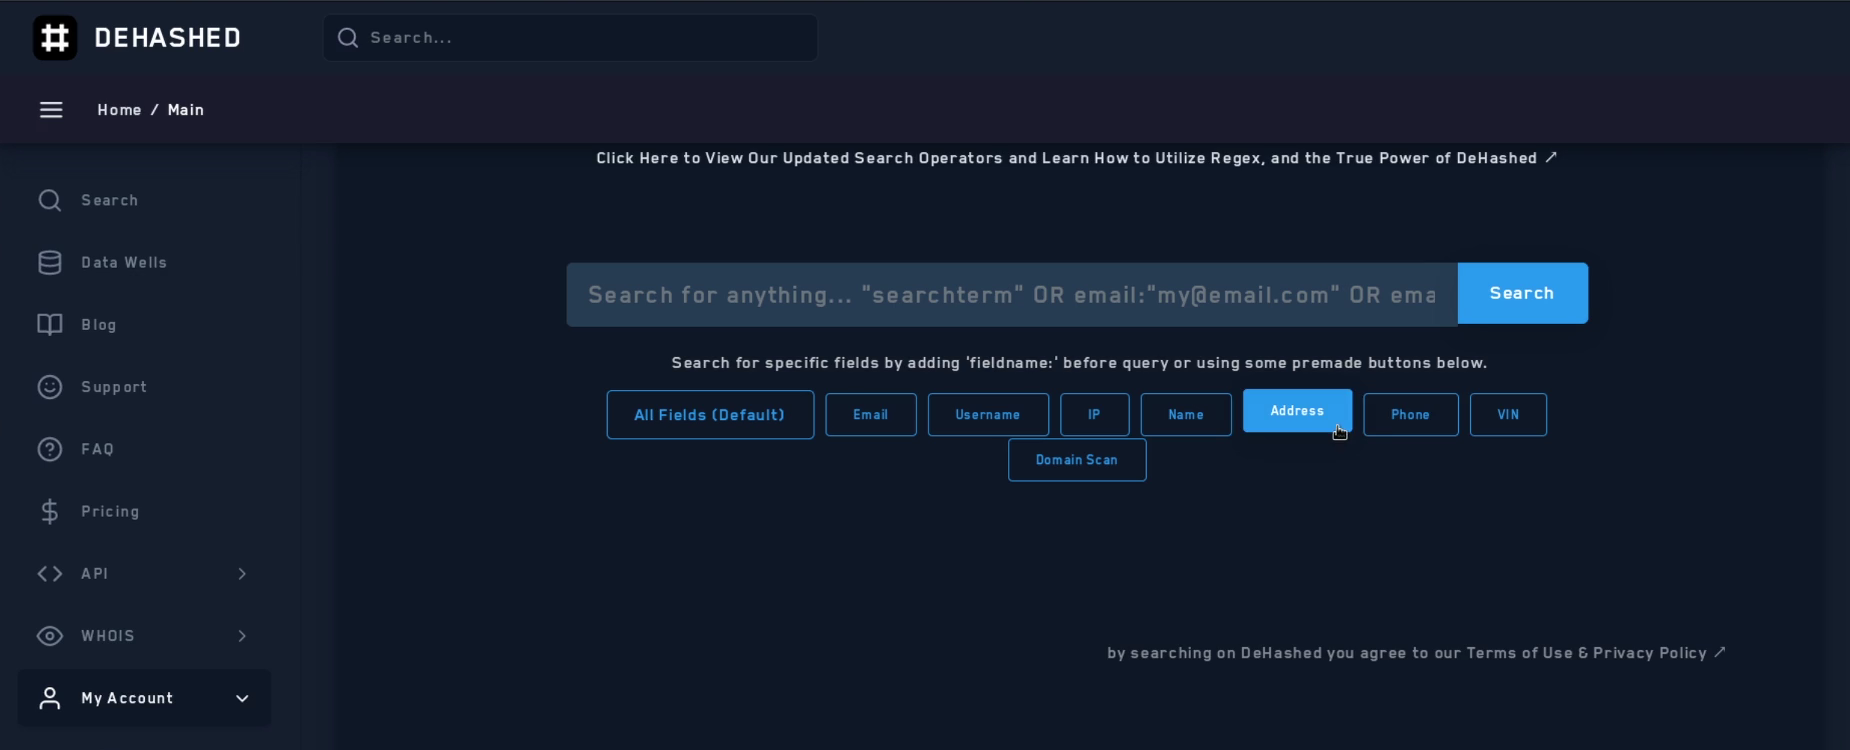 DEHASHED
Search...
Home / Main
Click Here to View Our Updated Search Operators and Learn How to Utilize Regex, and the True Power of DeHashed ↗
Search
Data Wells
Blog
Support
FAQ
Pricing
API
WHOIS
My Account
Search for anything... "searchterm" OR email:"my@email.com" OR ema
Search
Search for specific fields by adding 'fieldname:' before query or using some premade buttons below.
All Fields (Default) Email Username IP Name Address Phone VIN
Domain Scan
by searching on DeHashed you agree to our Terms of Use & Privacy Policy ↗